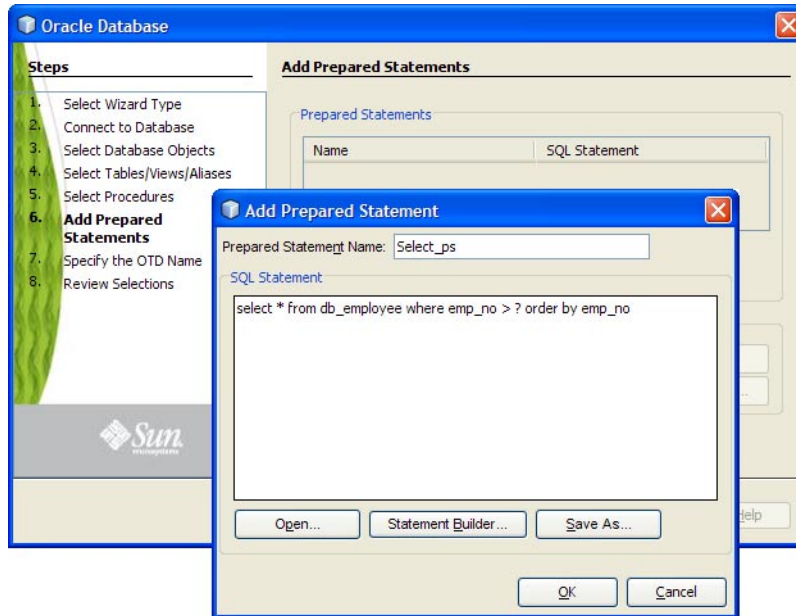 Oracle Database
Steps
1. Select Wizard Type
2. Connect to Database
3. Select Database Objects
4. Select Tables/Views/Aliases
5. Select Procedures
6. Add Prepared
Statements
7. Specify the OTD Name
8. Review Selections
Sun
microsystems
Add Prepared Statements
Prepared Statements
Name SQL Statement
...
Help
Add Prepared Statement
Prepared Statement Name: Select_ps
SQL Statement
select * from db_employee where emp_no > ? order by emp_no
Open... Statement Builder... Save As...
OK Cancel